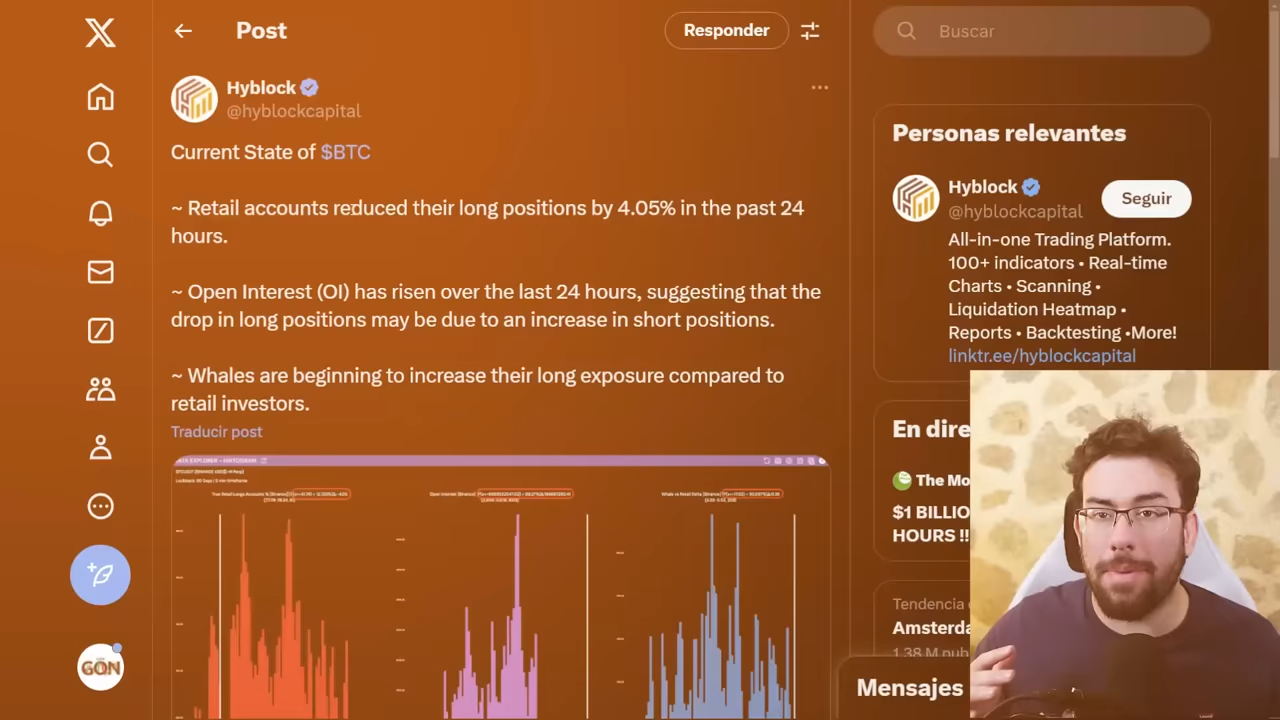 Post
Responder
Buscar
Hyblock
@hyblockcapital
Current State of $BTC
~ Retail accounts reduced their long positions by 4.05% in the past 24
hours.
~ Open Interest (OI) has risen over the last 24 hours, suggesting that the
drop in long positions may be due to an increase in short positions.
~ Whales are beginning to increase their long exposure compared to
retail investors.
Traducir post
Personas relevantes
Hyblock
@hyblockcapital
Seguir
All-in-one Trading Platform.
100+ indicators • Real-time
Charts • Scanning •
Liquidation Heatmap •
Reports • Backtesting •More!
linktr.ee/hyblockcapital
En dire
The Mo
$1 BILLIO
HOURS !!
Tendencia
Amsterda
1,38 M pub
Mensajes
GON